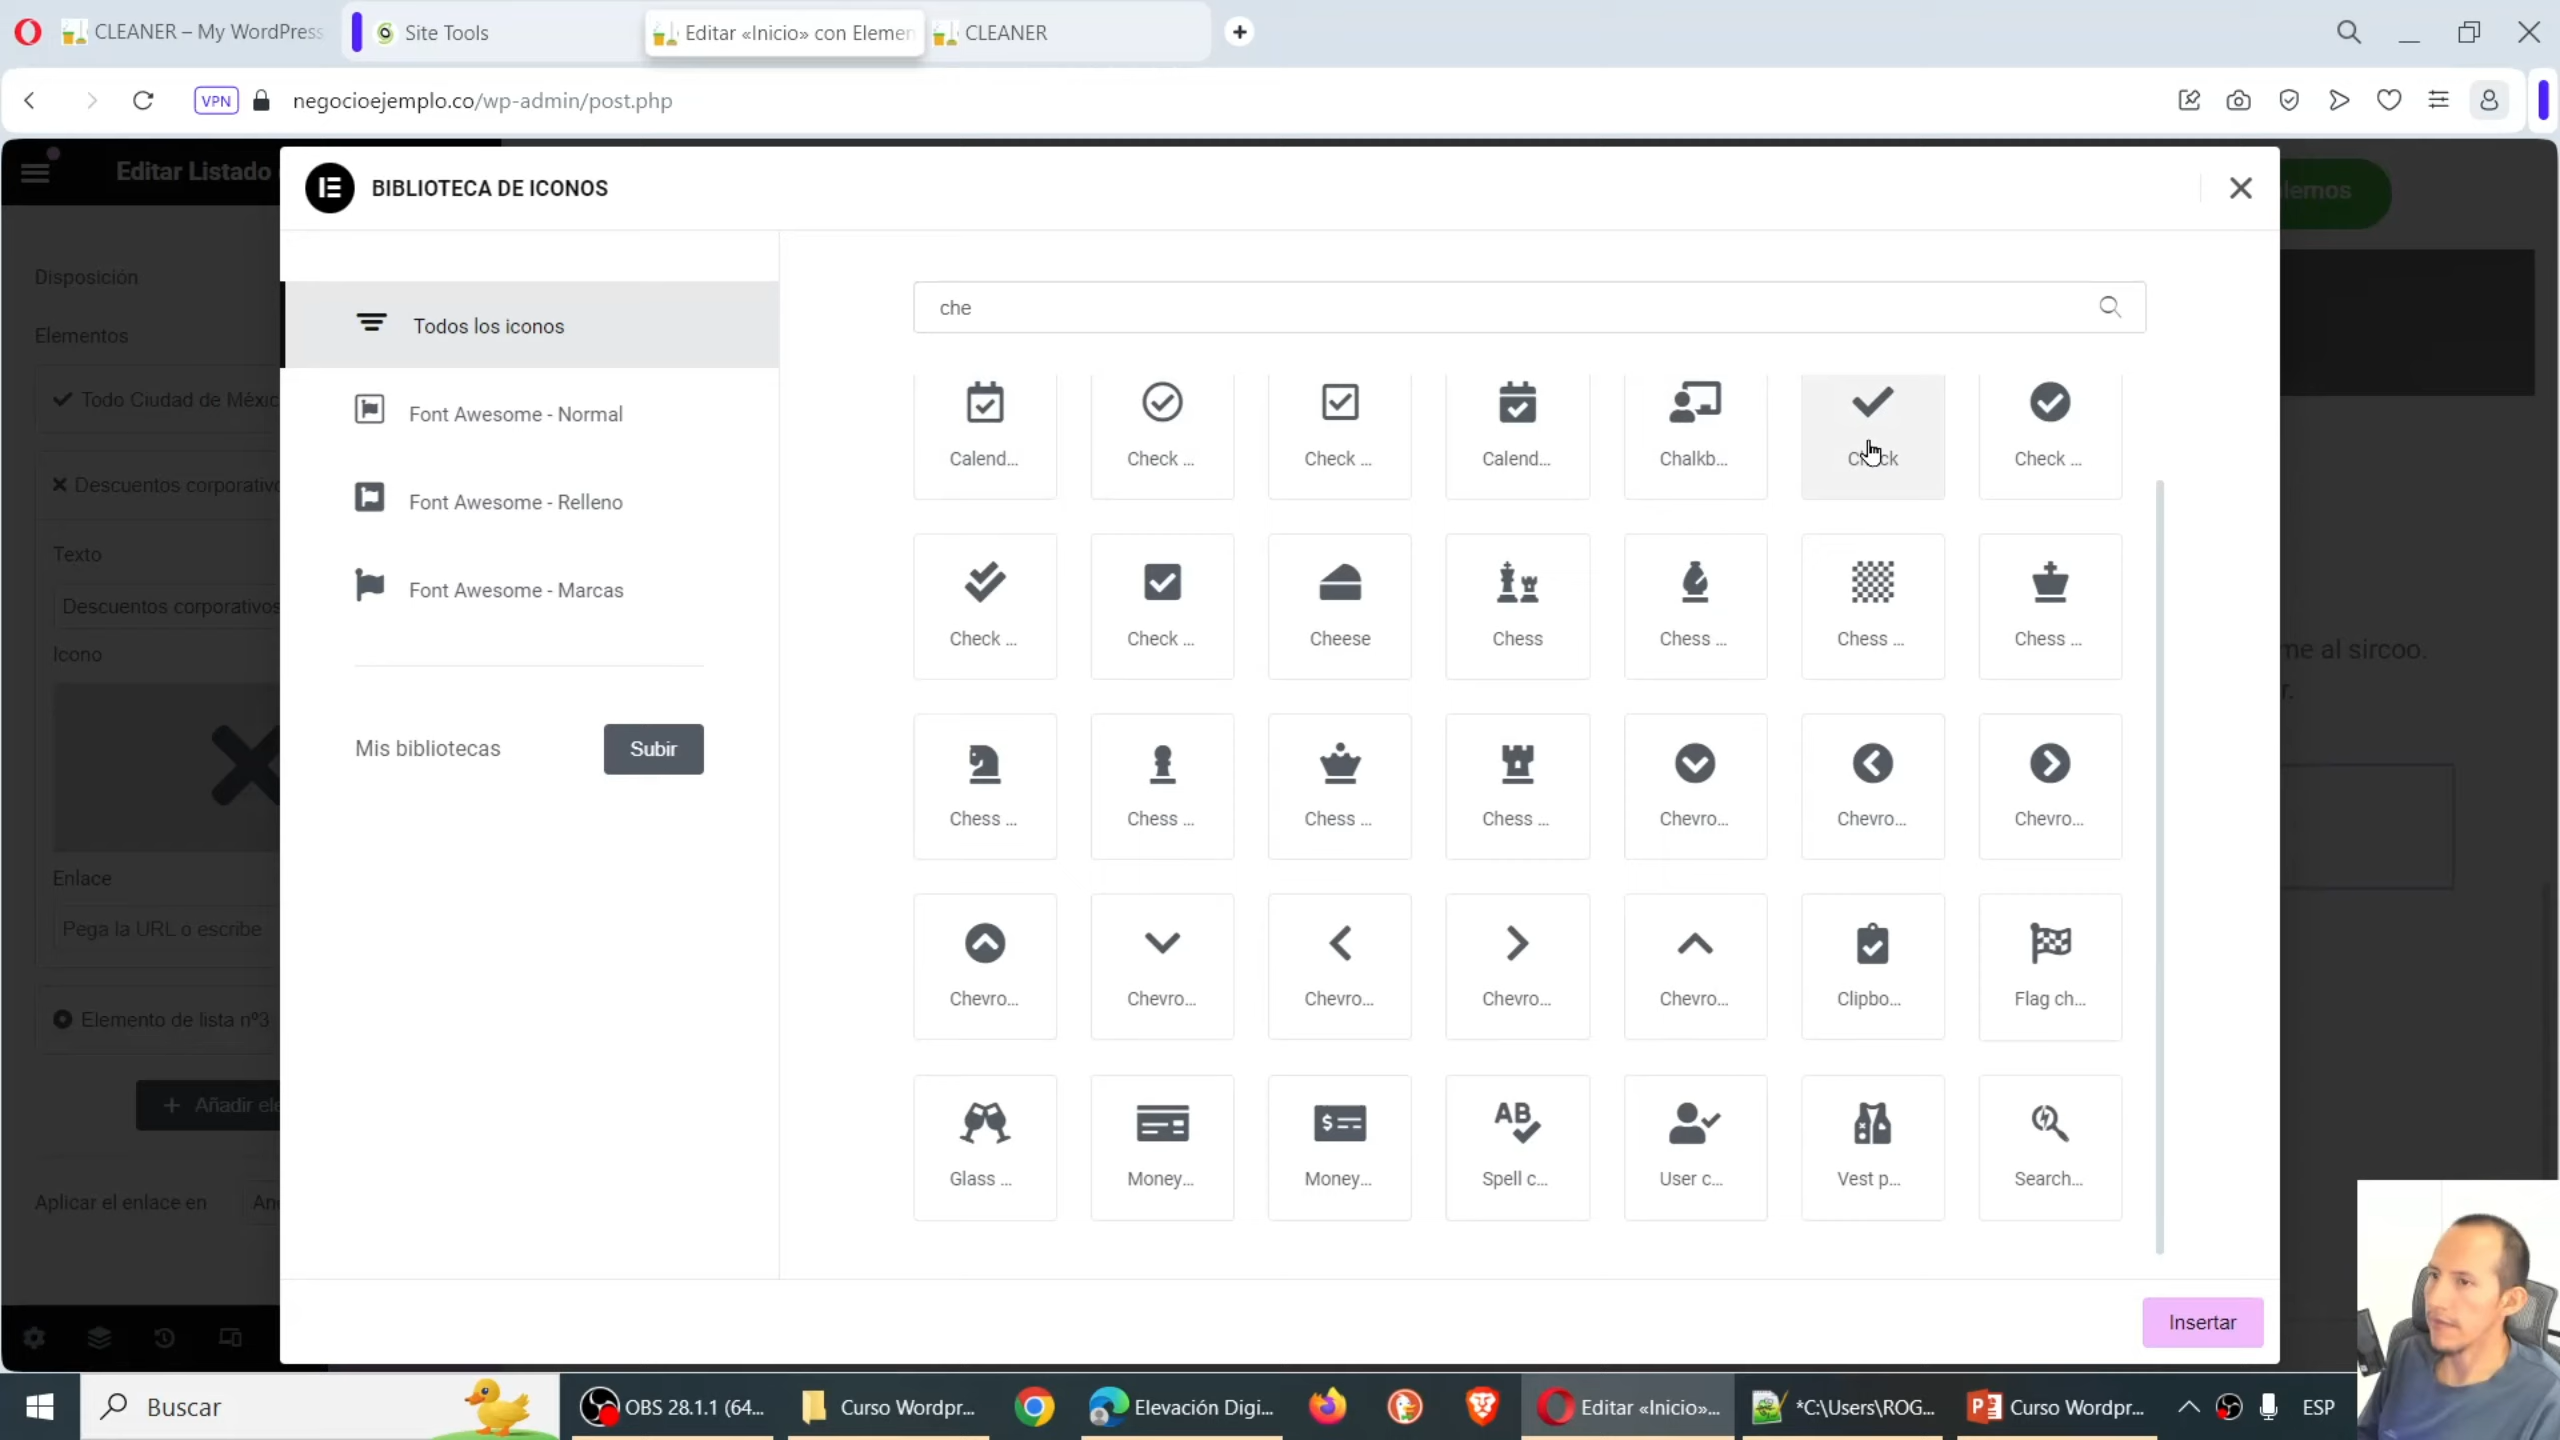 CLEANER – My WordPress
Site Tools
Editar «Inicio» con Elemen
CLEANER
VPN
negocioejemplo.co/wp-admin/post.php
Editar Listado
BIBLIOTECA DE ICONOS
Disposición
Todos los iconos
che
Elementos
Todo Ciudad de Méxic
Font Awesome - Normal
Calend...
Check ...
Check ...
Calend...
Chalkb...
Check ...
Descuentos corporativo
Font Awesome - Relleno
Texto
Descuentos corporativos
Font Awesome - Marcas
Check ...
Check ...
Cheese
Chess
Chess ...
Chess ...
Chess ...
Icono
me al sircoo.
r.
Mis bibliotecas
Subir
Chess ...
Chess ...
Chess ...
Chess ...
Chevro...
Chevro...
Chevro...
Enlace
Pega la URL o escribe
Chevro...
Chevro...
Chevro...
Chevro...
Chevro...
Clipbo...
Flag ch...
Elemento de lista nº3
+ Añadir ele
AB
Glass ...
Money...
Money...
Spell c...
User c...
Vest p...
Search...
Aplicar el enlace en
Insertar
Buscar
OBS 28.1.1 (64...
Curso Wordpr...
Elevación Digi...
Editar «Inicio»...
*C:\Users\ROG...
Curso Wordpr...
ESP